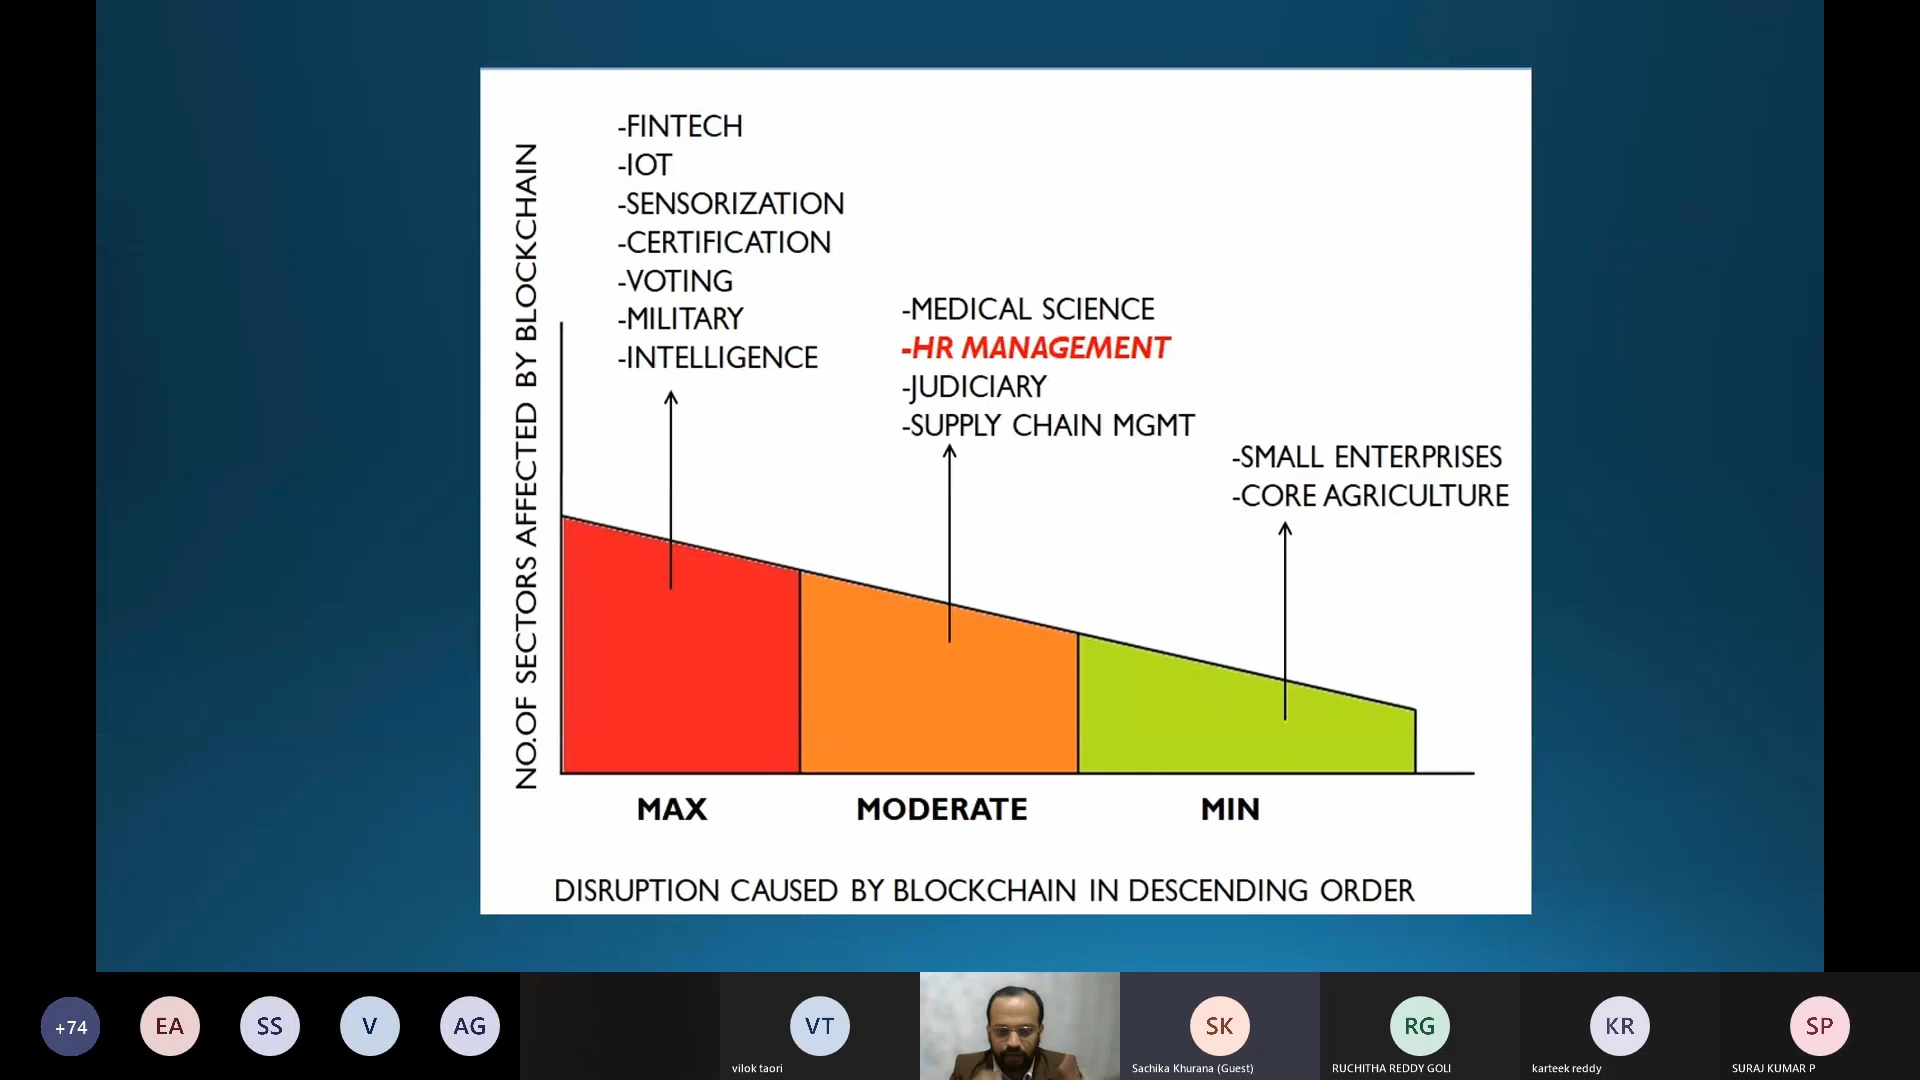 NO.OF SECTORS AFFECTED BY BLOCKCHAIN
-FINTECH
-IOT
-SENSORIZATION
-CERTIFICATION
-VOTING
-MILITARY
-INTELLIGENCE
-MEDICAL SCIENCE
-HR MANAGEMENT
-JUDICIARY
-SUPPLY CHAIN MGMT
-SMALL ENTERPRISES
-CORE AGRICULTURE
MAX
MODERATE
MIN
DISRUPTION CAUSED BY BLOCKCHAIN IN DESCENDING ORDER
+74
EA
SS
V
AG
VT
SK
RG
KR
SP
vilok taori
Sachika Khurana (Guest)
RUCHITHA REDDY GOLI
karteek reddy
SURAJ KUMAR P